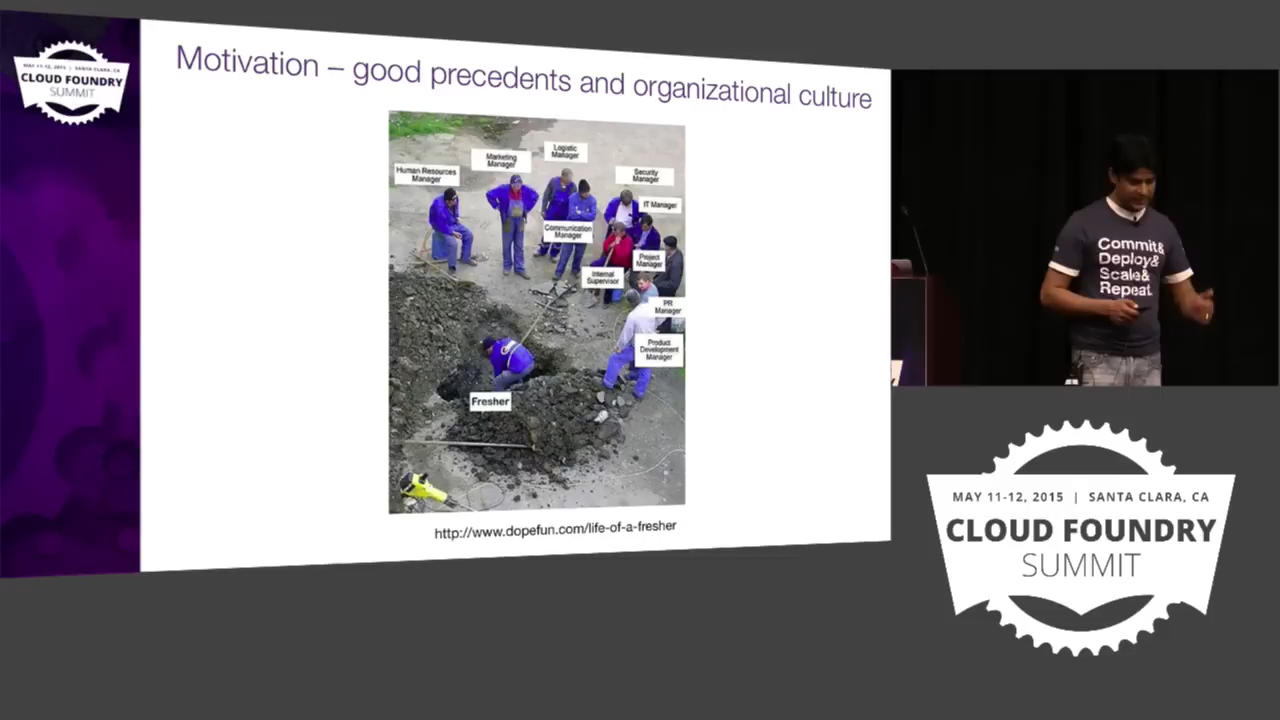 MAY 11-12, 2015 | SANTA CLARA, CA
CLOUD FOUNDRY
SUMMIT
Motivation – good precedents and organizational culture
Human Resources
Manager
Marketing
Manager
Logistic
Manager
Security
Manager
IT Manager
Communication
Manager
Project
Manager
Internal
Supervisor
PR
Manager
Product
Development
Manager
Fresher
http://www.dopefun.com/life-of-a-fresher
Commit&
Deploy&
Scale&
Repeat.
MAY 11-12, 2015 | SANTA CLARA, CA
CLOUD FOUNDRY
SUMMIT